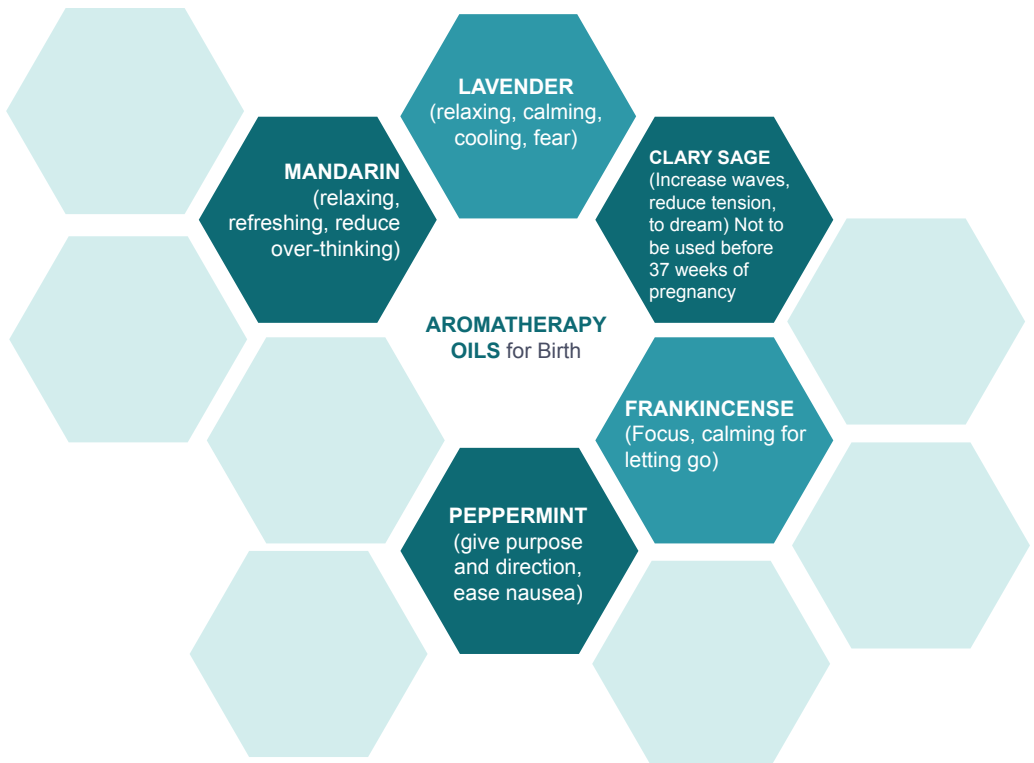 LAVENDER
(relaxing, calming,
cooling, fear)
MANDARIN
(relaxing,
refreshing, reduce
over-thinking)
CLARY SAGE
(Increase waves,
reduce tension,
to dream) Not to
be used before
37 weeks of
pregnancy
AROMATHERAPY
OILS for Birth
FRANKINCENSE
(Focus, calming for
letting go)
PEPPERMINT
(give purpose
and direction,
ease nausea)